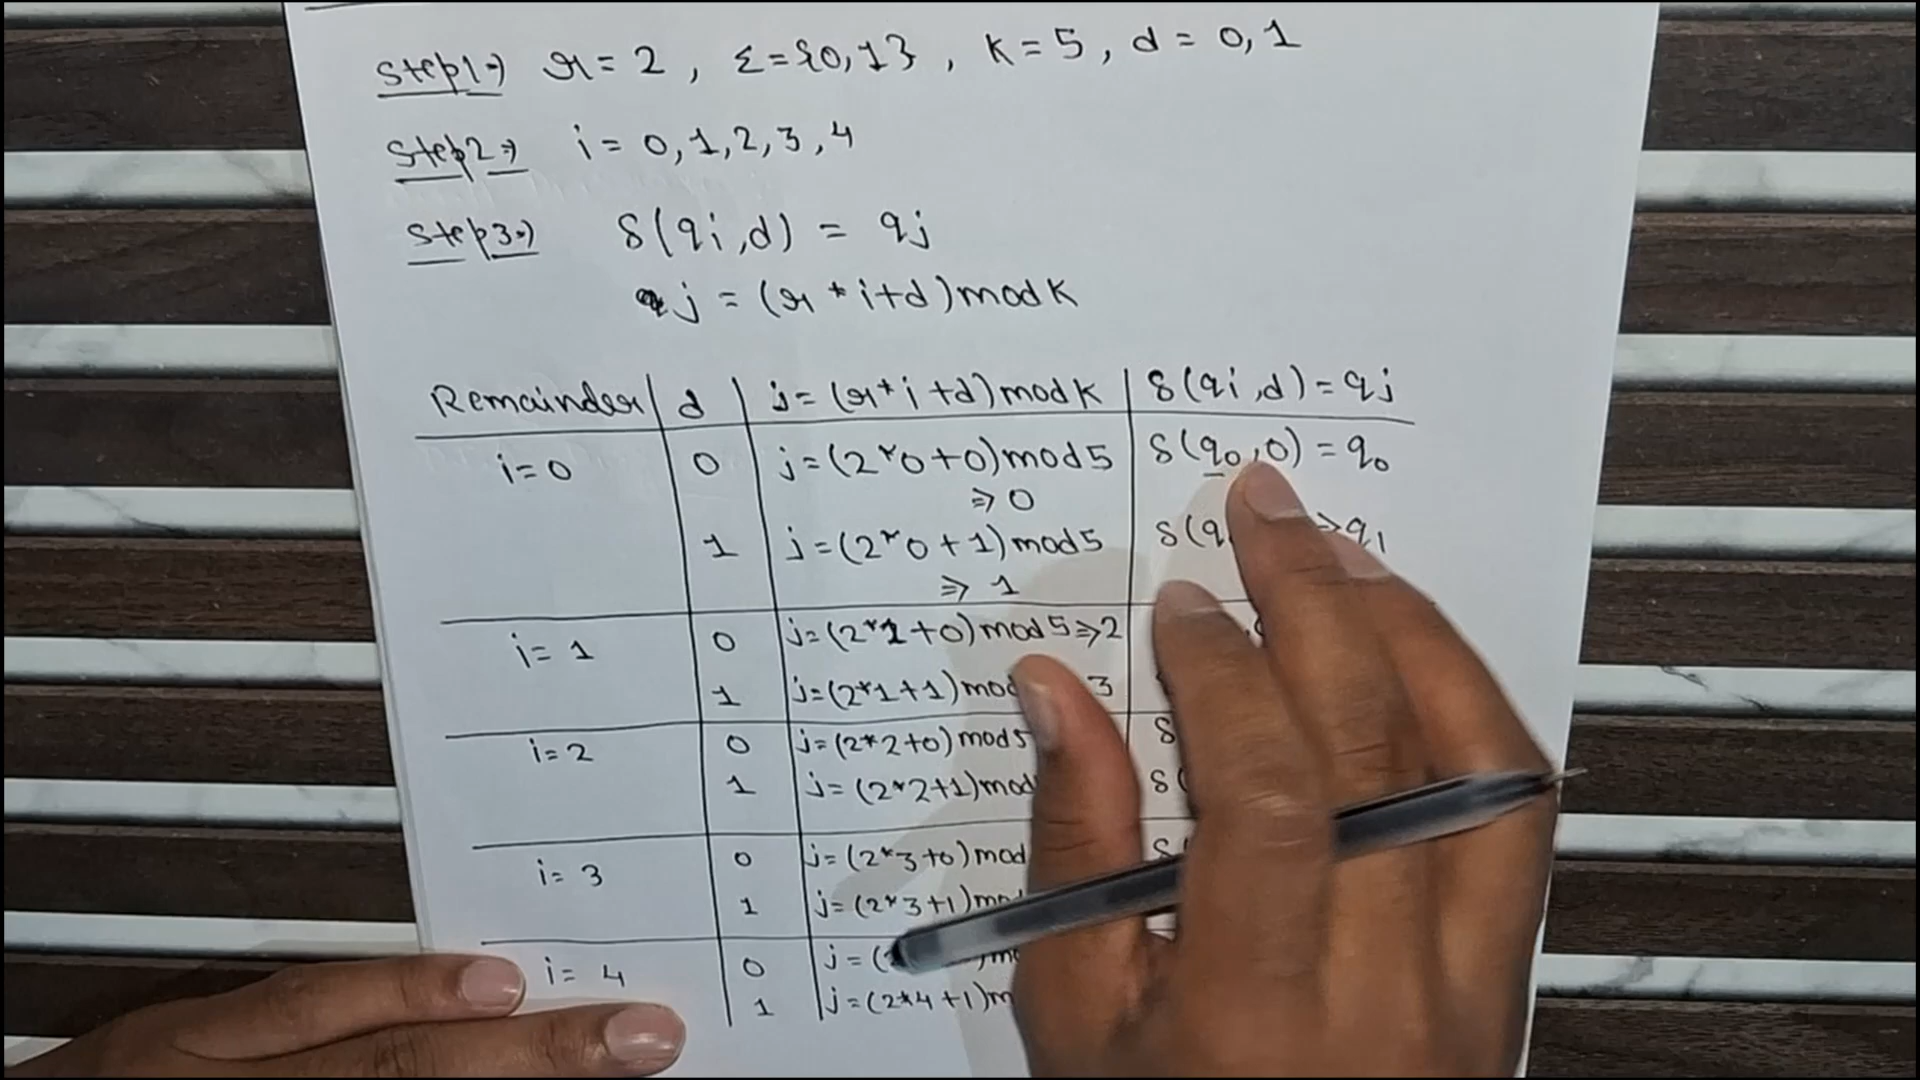 Step1→) r = 2 , Σ={0,1} , K = 5 , d = 0, 1
Step2→) i = 0, 1, 2, 3, 4
Step3→) δ(qi, d) = qj
j = (r * i+d) mod K
Remainder d j = (r* i + d) mod K δ(qi, d) = qj
i = 0 0 j = (2*0+0) mod 5 δ(q0, 0) = q0
⇒ 0
1 j = (2*0+1) mod 5 δ(q ⇒ q1
⇒ 1
i = 1 0 j = (2*1+0) mod 5 ⇒ 2
1 j = (2*1+1) mod 3
i = 2 0 j = (2*2+0) mod 5 δ
1 j = (2*2+1) mod δ(
i = 3 0 j = (2*3+0) mod δ(
1 j = (2*3+1)
i = 4 0 j = (
1 j = (2*4+1)